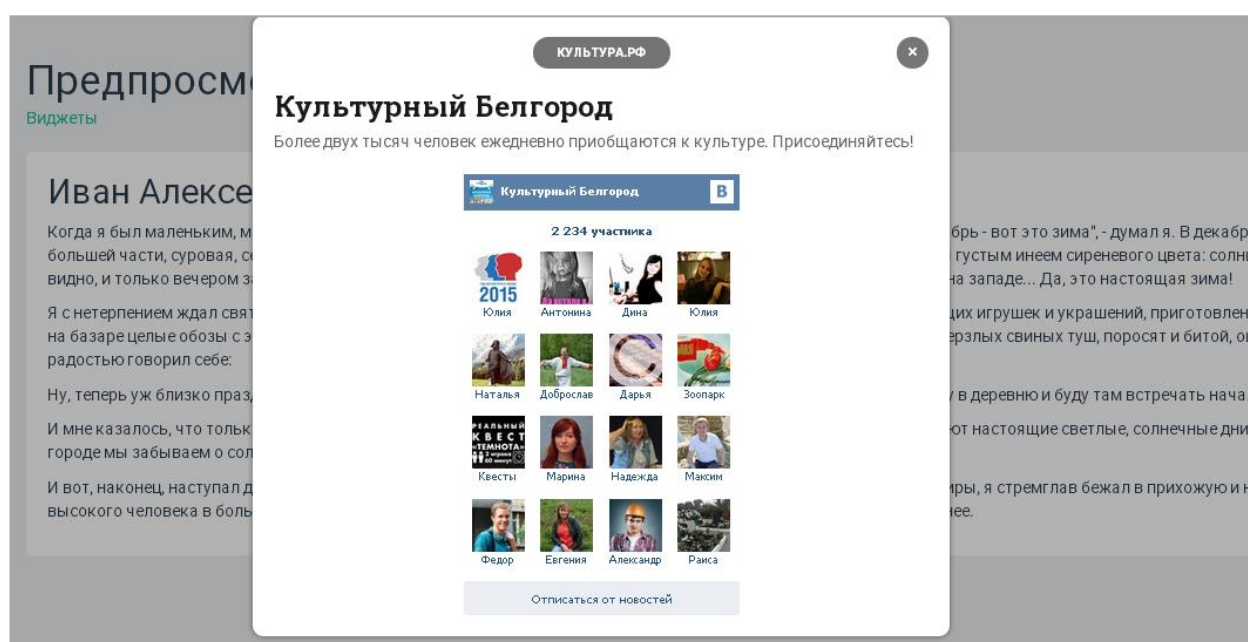 КУЛЬТУРА.РФ
×
Предпросм
Виджеты
Культурный Белгород
Более двух тысяч человек ежедневно приобщаются к культуре. Присоединяйтесь!
Культурный Белгород
В
2 234 участника
2015
Юлия Антонина Дина Юлия
Наталья Доброслав Дарья Зоопарк
РЕАЛЬНЫЙ
КВЕСТ
«ТЕМНОТА»
2 игрока
60 минут
Квесты Марина Надежда Максим
Федор Евгения Александр Раиса
Отписаться от новостей
Иван Алексе
Когда я был маленьким, м
брь - вот это зима", - думал я. В декабр
большей части, суровая, с
густым инеем сиреневого цвета: солн
видно, и только вечером з
на западе... Да, это настоящая зима!
Я с нетерпением ждал свят
щих игрушек и украшений, приготовлен
на базаре целые обозы с э
ерзлых свиных туш, поросят и битой, о
радостью говорил себе:
Ну, теперь уж близко праз
у в деревню и буду там встречать нача
И мне казалось, что тольк
ют настоящие светлые, солнечные дни
городе мы забываем о сол
И вот, наконец, наступал д
иры, я стремглав бежал в прихожую и н
высокого человека в боль
нее.